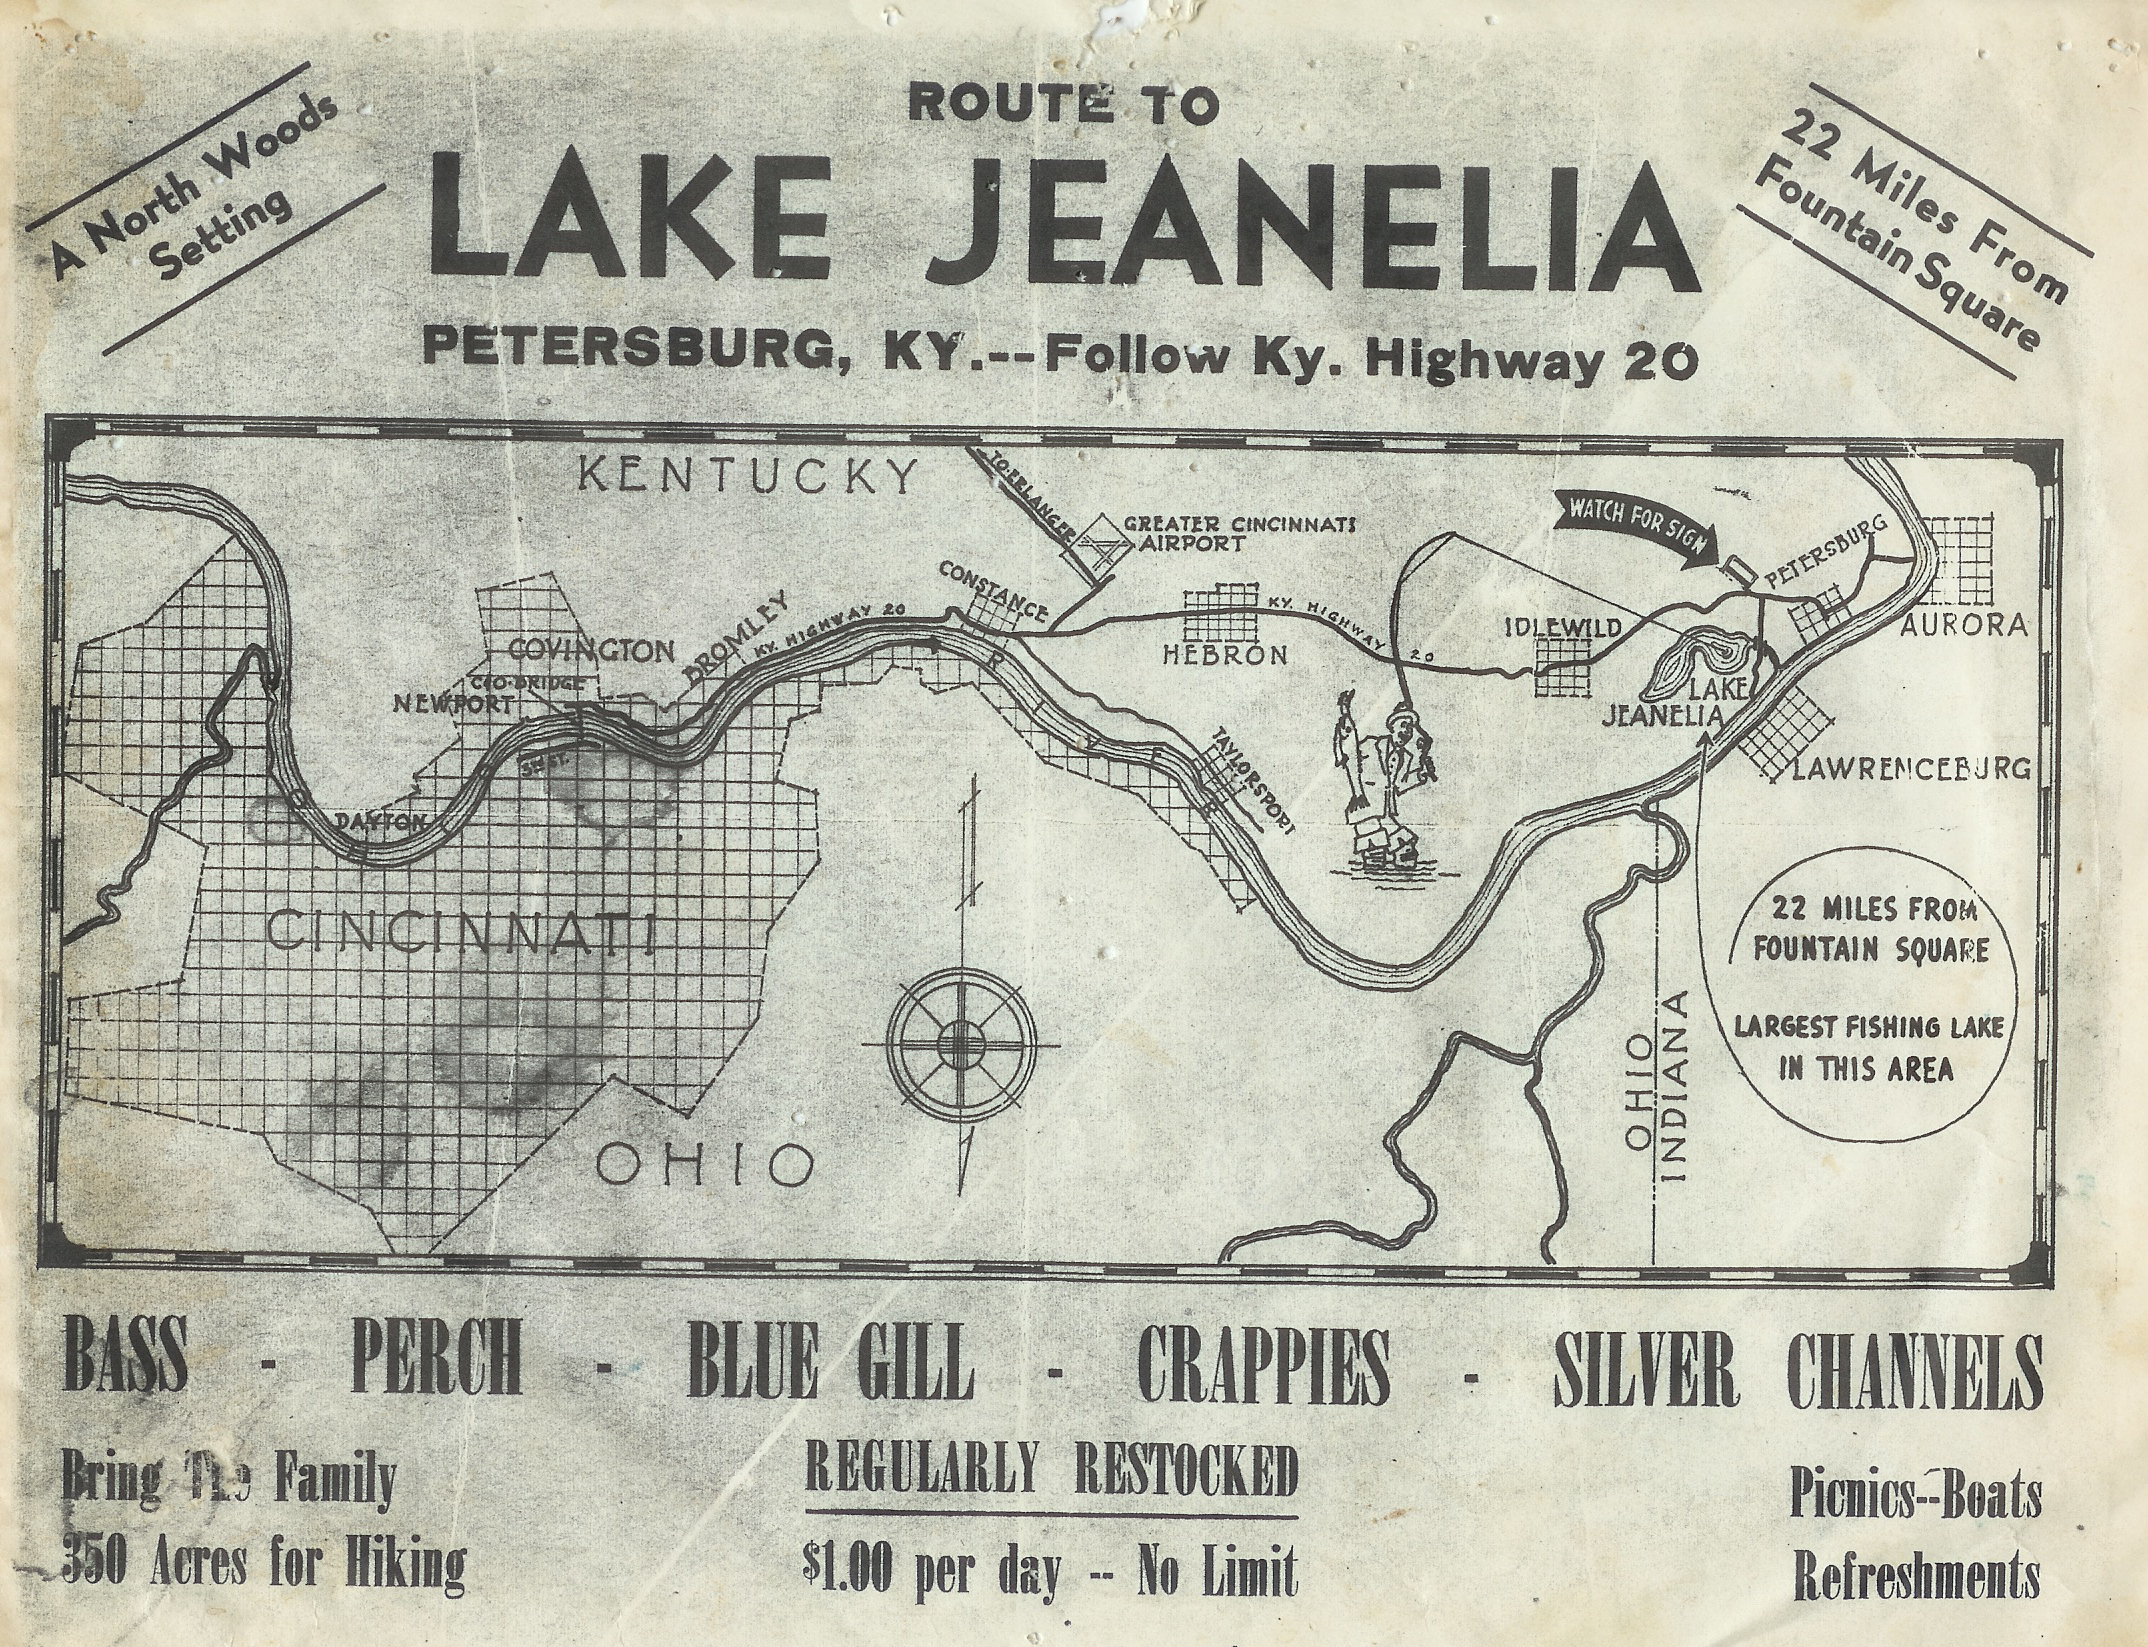 A North Woods
Setting
ROUTE TO
LAKE JEANELIA
PETERSBURG, KY.--Follow Ky. Highway 20
22 Miles From
Fountain Square
KENTUCKY
TO ERLANGER
GREATER CINCINNATI
AIRPORT
WATCH FOR SIGN
PETERSBURG
CONSTANCE
BROMLEY
KY. HIGHWAY 20
KY. HIGHWAY 20
COVINGTON
C&O-BRIDGE
NEWPORT
HEBRON
IDLEWILD
AURORA
LAKE
JEANELIA
LAWRENCEBURG
TAYLORSPORT
3RD ST.
DAYTON
O
RIVER
CINCINNATI
OHIO
OHIO
INDIANA
22 MILES FROM
FOUNTAIN SQUARE
LARGEST FISHING LAKE
IN THIS AREA
BASS - PERCH - BLUE GILL - CRAPPIES - SILVER CHANNELS
Bring The Family
350 Acres for Hiking
REGULARLY RESTOCKED
$1.00 per day -- No Limit
Picnics--Boats
Refreshments